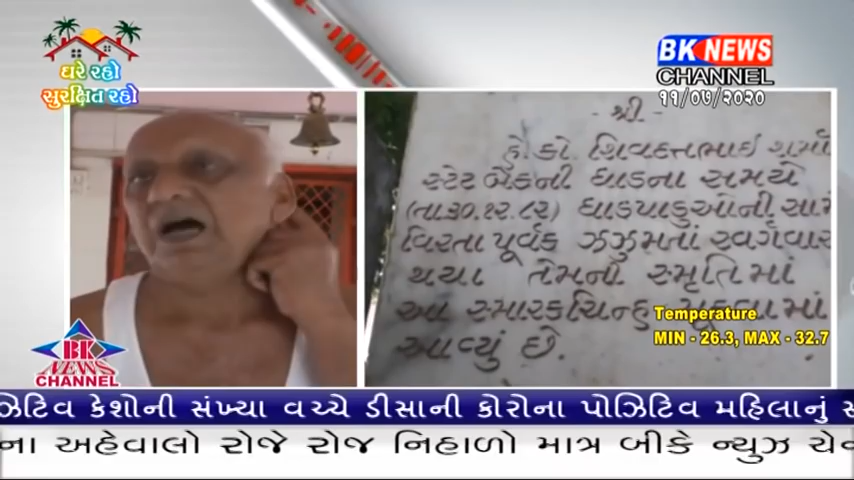 ઘરે રહો
સુરક્ષિત રહો
BK NEWS
CHANNEL
૧૧/૦૭/૨૦૨૦
- શ્રી -
હે. કો. શિવદત્તભાઇ શર્મા
સ્ટેટ બેંકની ધાડના સમયે
(તા.૩૦.૧૨.૮૨) ધાડપાડુઓની સામે
વિરતા પૂર્વક ઝઝુમતાં સ્વર્ગવાસ
થયા તેમની સ્મૃતિમાં
આ સ્મારકચિન્હ મૂકવામાં
આવ્યું છે.
Temperature
MIN - 26.3, MAX - 32.7
BK
NEWS
CHANNEL
ઝિટિવ કેશોની સંખ્યા વચ્ચે ડીસાની કોરોના પોઝિટિવ મહિલાનું
ના અહેવાલો રોજે રોજ નિહાળો માત્ર બીકે ન્યુઝ